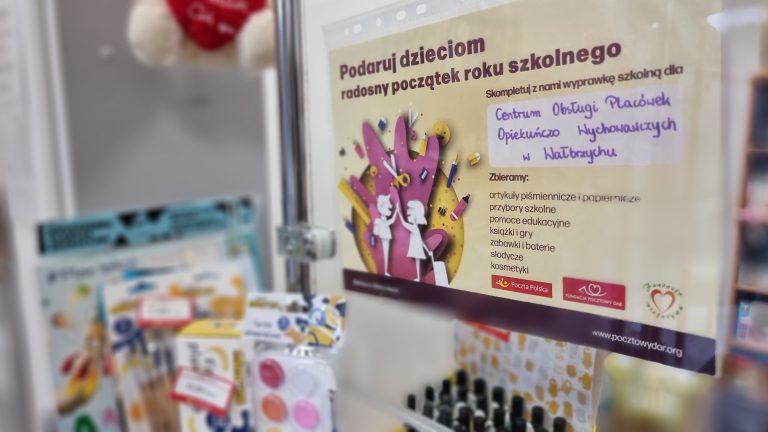 Podaruj dzieciom
radosny początek roku szkolnego
Skompletuj z nami wyprawkę szkolną dla
Centrum Obsługi Placówek
Opiekuńczo Wychowawczych
w Wałbrzychu
Zbieramy:
artykuły piśmiennicze i papiernicze
przybory szkolne
pomoce edukacyjne
książki i gry
zabawki i baterie
słodycze
kosmetyki
Poczta Polska
FUNDACJA POCZTOWY DAR
www.pocztowydar.org